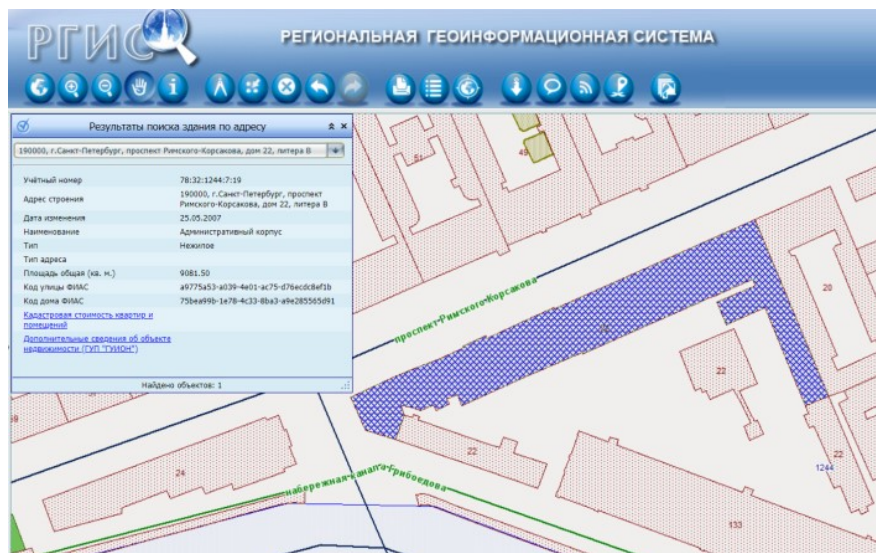 РГИС
РЕГИОНАЛЬНАЯ ГЕОИНФОРМАЦИОННАЯ СИСТЕМА
Результаты поиска здания по адресу
190000, г.Санкт-Петербург, проспект Римского-Корсакова, дом 22, литера В
Учётный номер 78:32:1244:7:19
Адрес строения 190000, г.Санкт-Петербург, проспект
Римского-Корсакова, дом 22, литера В
Дата изменения 25.05.2007
Наименование Административный корпус
Тип Нежилое
Тип адреса
Площадь общая (кв. м.) 9081.50
Код улицы ФИАС a9775a53-a039-4e01-ac75-d76ecdc8ef1b
Код дома ФИАС 75bea99b-1e78-4c33-8ba3-a9e285565d91
Кадастровая стоимость квартир и
помещений
Дополнительные сведения об объекте
недвижимости (ГУП "ГУИОН")
Найдено объектов: 1
51
49
проспект Римского-Корсакова
20
22
22
22
1244
24
набережная канала Грибоедова
133